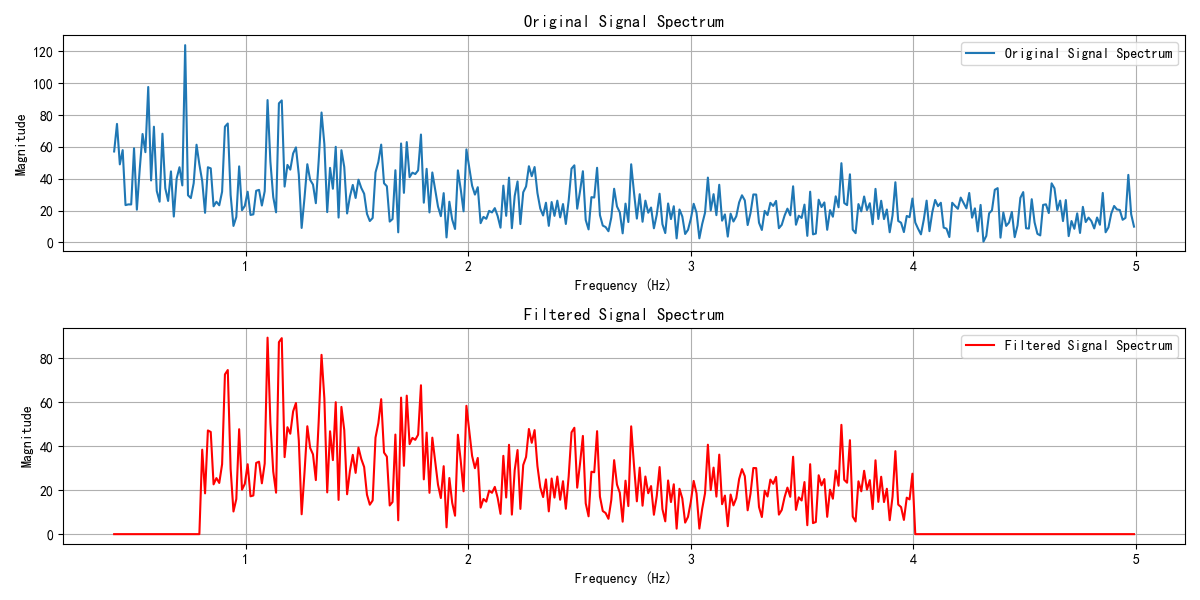 Original Signal Spectrum
120
100
80
60
40
20
0
Magnitude
Original Signal Spectrum
1
2
3
4
5
Frequency (Hz)
Filtered Signal Spectrum
80
60
40
20
0
Magnitude
Filtered Signal Spectrum
1
2
3
4
5
Frequency (Hz)